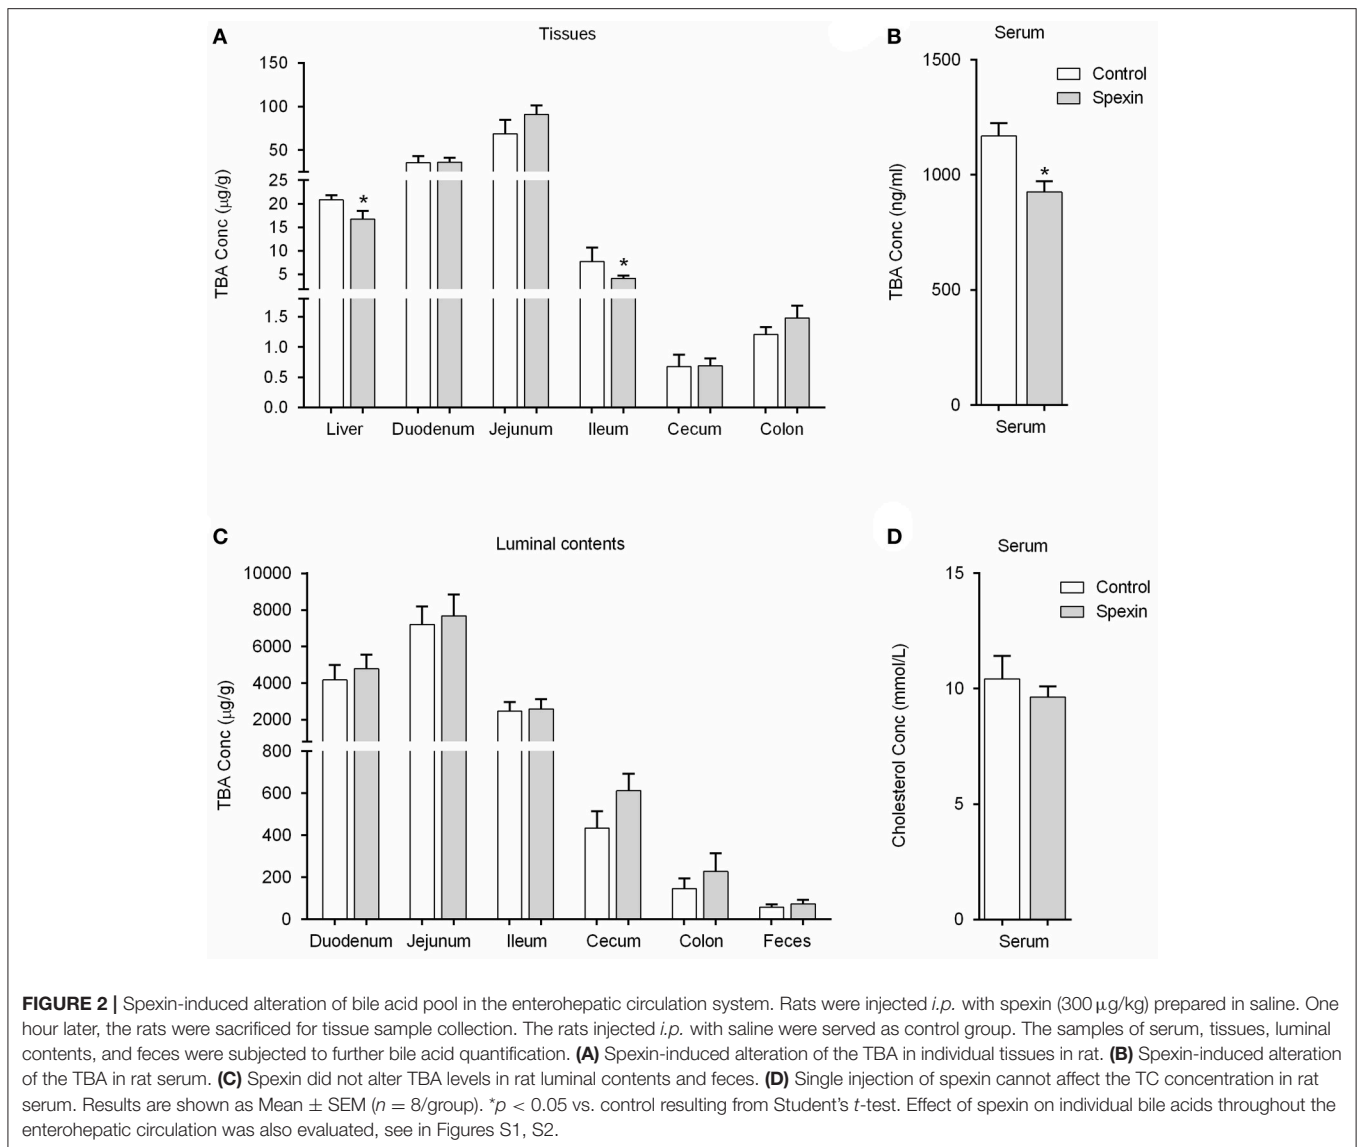 A
Tissues
TBA Conc (µg/g)
150
100
50
25
20
15
10
5
1.5
1.0
0.5
0.0
*
*
Liver Duodenum Jejunum Ileum Cecum Colon
B
Serum
TBA Conc (ng/ml)
1500
1000
500
0
Control
Spexin
*
Serum
C
Luminal contents
TBA Conc (µg/g)
10000
8000
6000
4000
2000
800
600
400
200
0
Duodenum Jejunum Ileum Cecum Colon Feces
D
Serum
Cholesterol Conc (mmol/L)
15
10
5
0
Control
Spexin
Serum
FIGURE 2 | Spexin-induced alteration of bile acid pool in the enterohepatic circulation system. Rats were injected i.p. with spexin (300 µg/kg) prepared in saline. One
hour later, the rats were sacrificed for tissue sample collection. The rats injected i.p. with saline were served as control group. The samples of serum, tissues, luminal
contents, and feces were subjected to further bile acid quantification. (A) Spexin-induced alteration of the TBA in individual tissues in rat. (B) Spexin-induced alteration
of the TBA in rat serum. (C) Spexin did not alter TBA levels in rat luminal contents and feces. (D) Single injection of spexin cannot affect the TC concentration in rat
serum. Results are shown as Mean ± SEM (n = 8/group). *p < 0.05 vs. control resulting from Student's t-test. Effect of spexin on individual bile acids throughout the
enterohepatic circulation was also evaluated, see in Figures S1, S2.